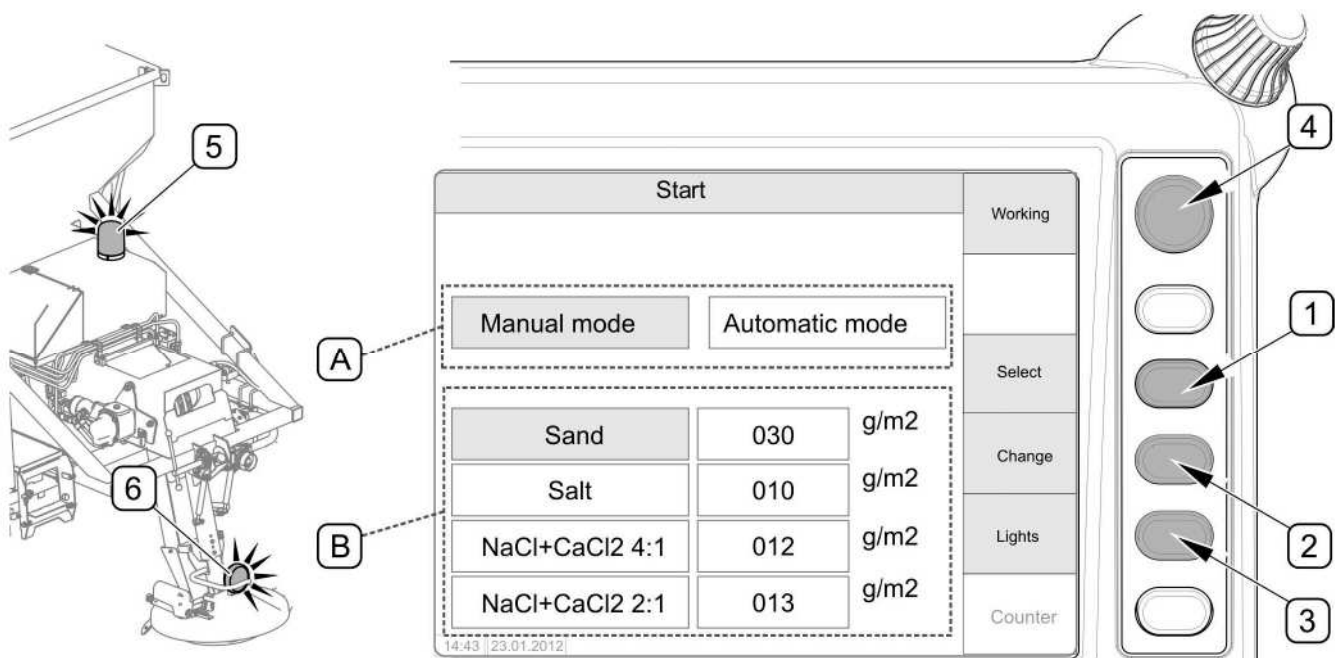 Start
Working
Manual mode
Automatic mode
Select
Sand
030
g/m2
Salt
010
g/m2
Change
NaCl+CaCl2 4:1
012
g/m2
Lights
NaCl+CaCl2 2:1
013
g/m2
Counter
14:43 23.01.2012
A
B
5
6
4
1
2
3